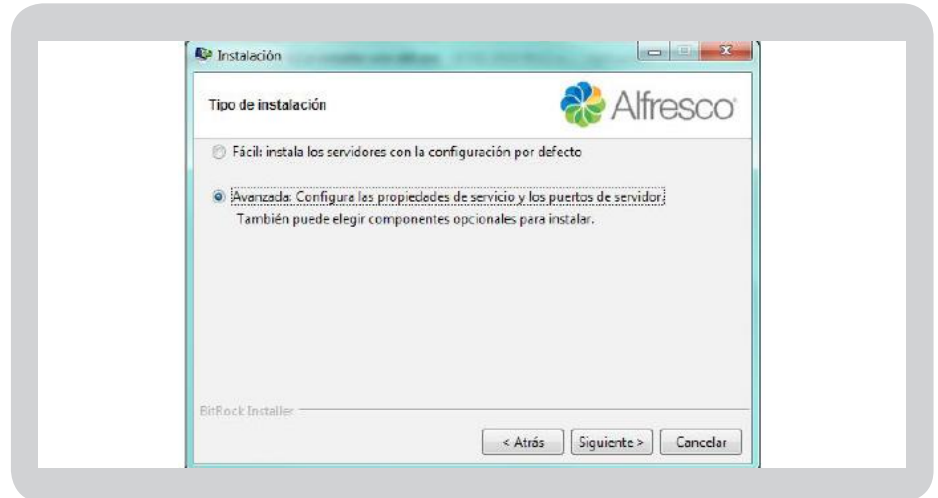 Instalación
Tipo de instalación
Alfresco
Fácil: instala los servidores con la configuración por defecto
Avanzada: Configura las propiedades de servicio y los puertos de servidor.
También puede elegir componentes opcionales para instalar.
BitRock Installer
< Atrás
Siguiente >
Cancelar